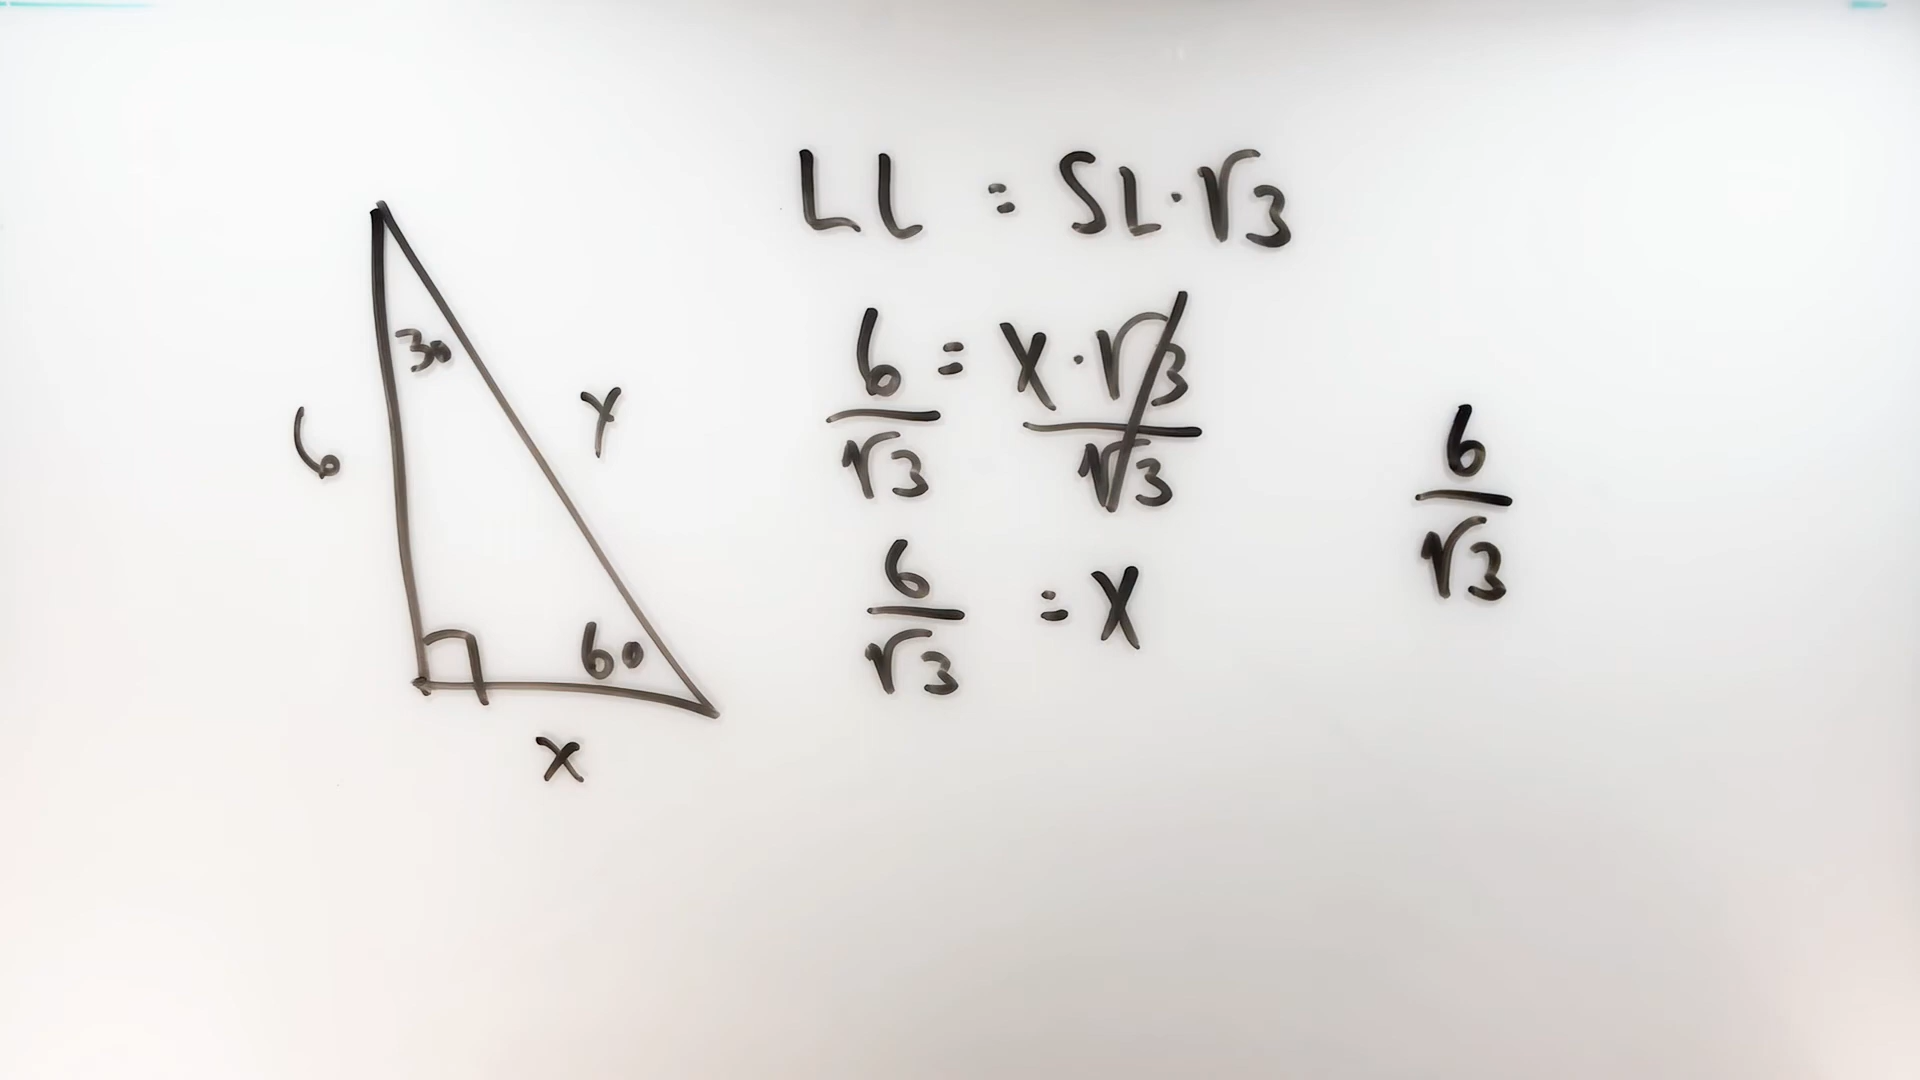 LL = SL·√3
30
6
y
6/√3 = x·√3/√3
6/√3
6/√3 = x
60
x